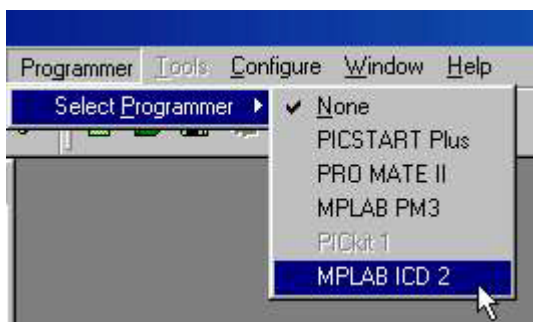 Programmer Tools Configure Window Help
Select Programmer None
PICSTART Plus
PRO MATE II
MPLAB PM3
PICkit 1
MPLAB ICD 2